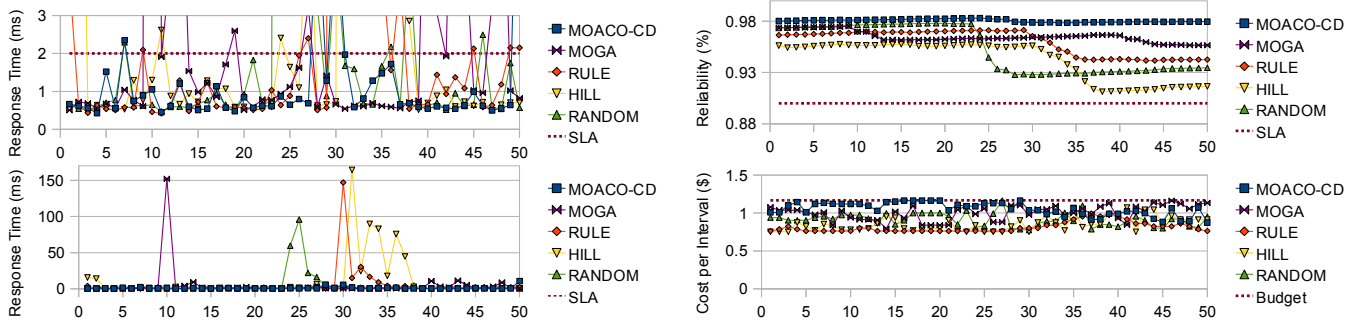 Response Time (ms)
3
2
1
0
0 5 10 15 20 25 30 35 40 45 50
MOACO-CD
MOGA
RULE
HILL
RANDOM
SLA
Reliability (%)
0.98
0.93
0.88
0 5 10 15 20 25 30 35 40 45 50
MOACO-CD
MOGA
RULE
HILL
RANDOM
SLA
Response Time (ms)
150
100
50
0
0 5 10 15 20 25 30 35 40 45 50
MOACO-CD
MOGA
RULE
HILL
RANDOM
SLA
Cost per Interval ($)
1.5
1
0.5
0
0 5 10 15 20 25 30 35 40 45 50
MOACO-CD
MOGA
RULE
HILL
RANDOM
Budget